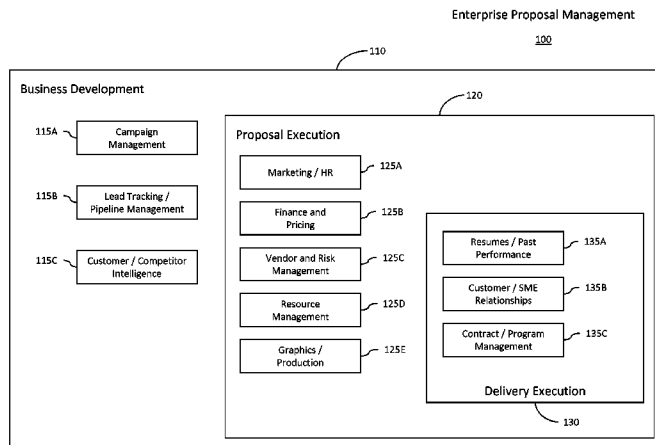 Enterprise Proposal Management
100
110
Business Development
120
115A
Campaign
Management
Proposal Execution
Marketing / HR
125A
115B
Lead Tracking /
Pipeline Management
Finance and
Pricing
125B
115C
Customer / Competitor
Intelligence
Vendor and Risk
Management
125C
Resource
Management
125D
Graphics /
Production
125E
Resumes / Past
Performance
135A
Customer / SME
Relationships
135B
Contract / Program
Management
135C
Delivery Execution
130